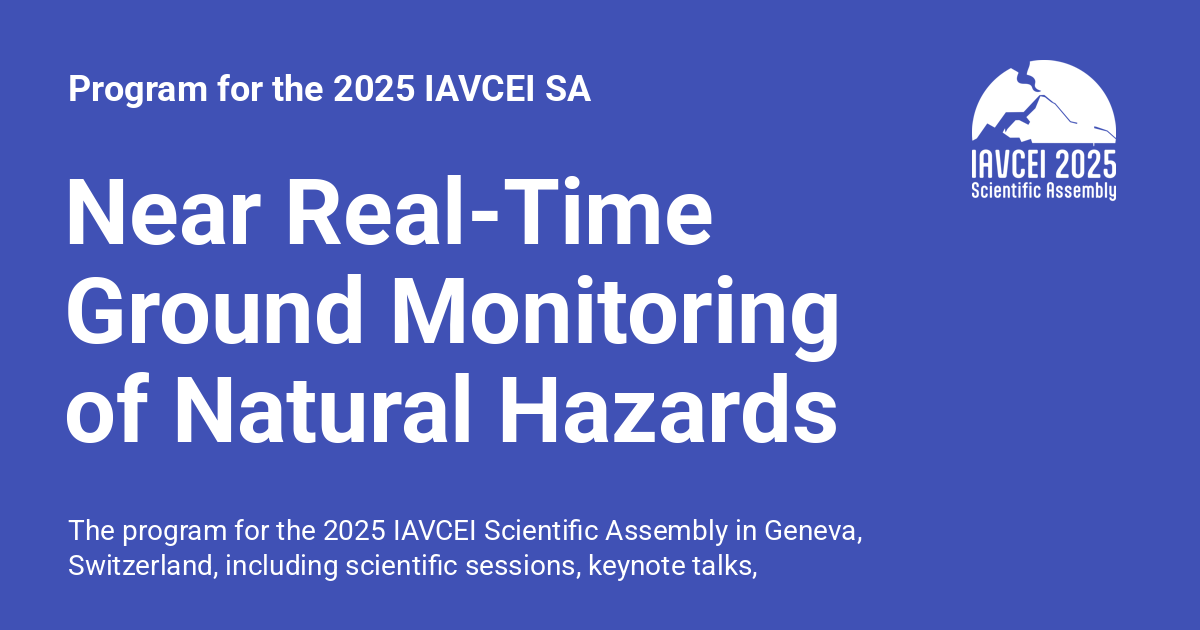 Program for the 2025 IAVCEI SA
IAVCEI 2025
Scientific Assembly
Near Real-Time
Ground Monitoring
of Natural Hazards
The program for the 2025 IAVCEI Scientific Assembly in Geneva,
Switzerland, including scientific sessions, keynote talks,